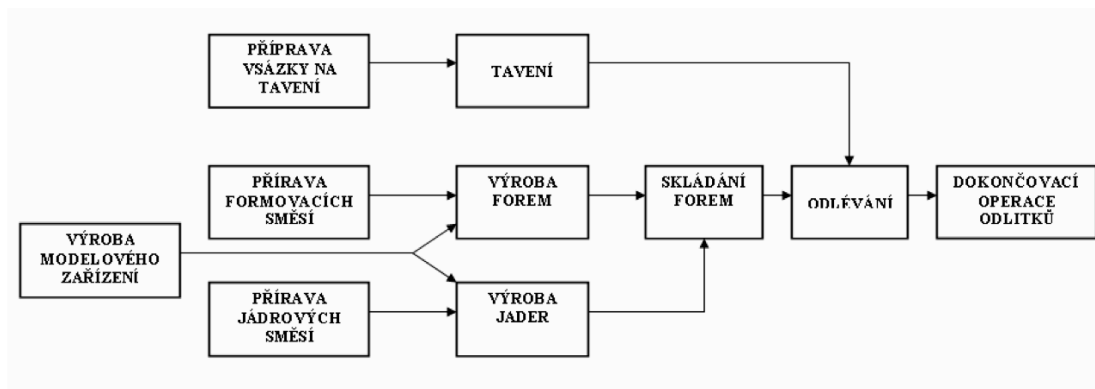 PŘÍPRAVA
VSÁZKY NA
TAVENÍ
TAVENÍ
PŘÍRAVA
FORMOVACÍCH
SMĚSÍ
VÝROBA
FOREM
SKLÁDÁNÍ
FOREM
ODLÉVÁNÍ
DOKONČOVACÍ
OPERACE
ODLITKŮ
VÝROBA
MODELOVÉHO
ZAŘÍZENÍ
PŘÍRAVA
JÁDROVÝCH
SMĚSÍ
VÝROBA
JADER